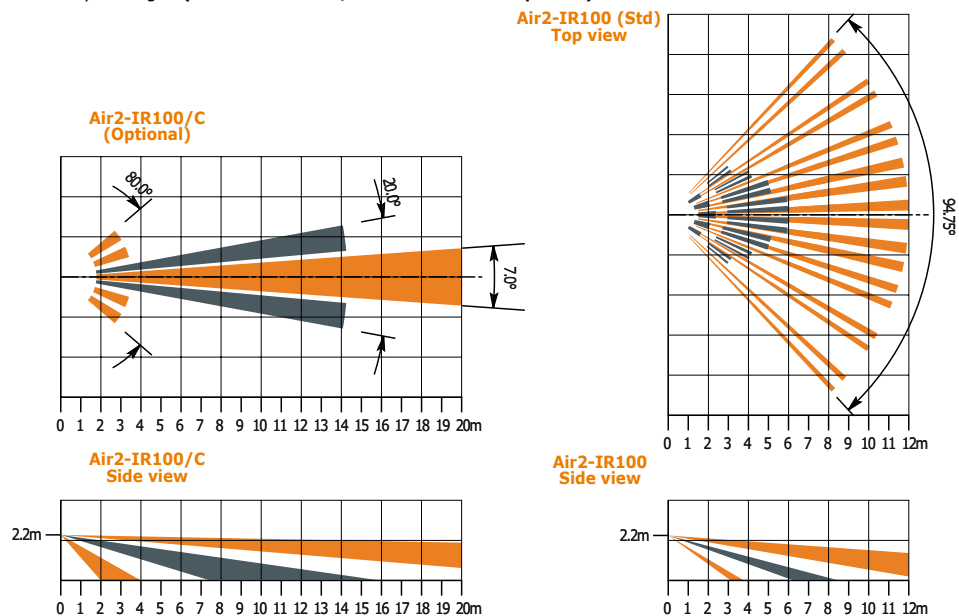 Air2-IR100 (Std)
Top view
Air2-IR100/C
(Optional)
80.0º
20.0º
7.0º
94.75º
0 1 2 3 4 5 6 7 8 9 10 11 12 13 14 15 16 17 18 19 20m
0 1 2 3 4 5 6 7 8 9 10 11 12m
Air2-IR100/C
Side view
Air2-IR100
Side view
2.2m
2.2m
0 1 2 3 4 5 6 7 8 9 10 11 12 13 14 15 16 17 18 19 20m
0 1 2 3 4 5 6 7 8 9 10 11 12m